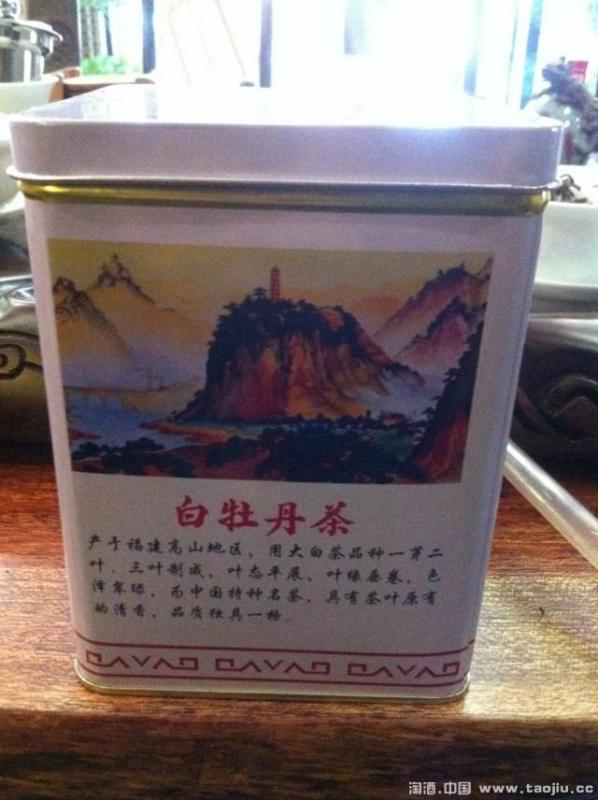 白牡丹茶
产于福建高山地区，用大白茶品种一芽二
叶、三叶制成，叶态平展，叶缘垂卷，色
泽翠绿，为中国特种名茶，具有茶叶原有
的清香，品质独具一格。
淘酒.中国 www.taojiu.cc